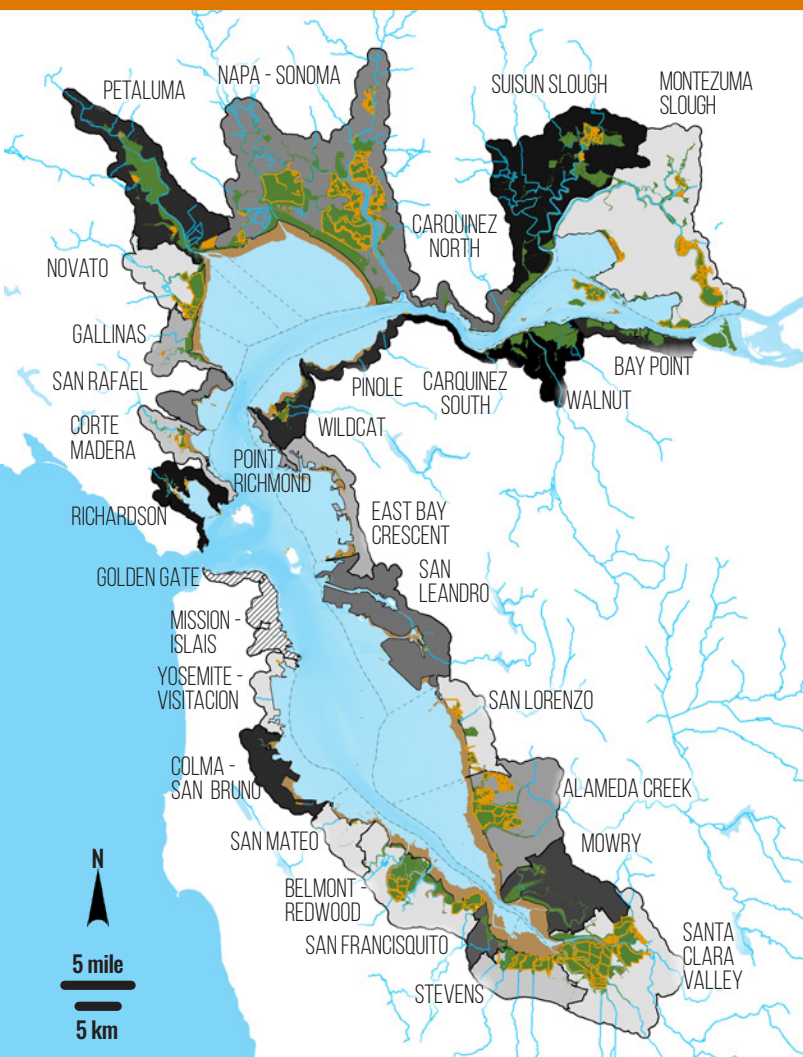 PETALUMA
NAPA - SONOMA
SUISUN SLOUGH
MONTEZUMA
SLOUGH
CARQUINEZ
NORTH
NOVATO
GALLINAS
SAN RAFAEL
CORTE
MADERA
RICHARDSON
PINOLE
CARQUINEZ
SOUTH
BAY POINT
WALNUT
WILDCAT
POINT
RICHMOND
EAST BAY
CRESCENT
GOLDEN GATE
SAN
LEANDRO
MISSION -
ISLAIS
YOSEMITE -
VISITACION
SAN LORENZO
COLMA -
SAN BRUNO
ALAMEDA CREEK
SAN MATEO
MOWRY
BELMONT -
REDWOOD
SAN FRANCISQUITO
SANTA
CLARA
VALLEY
STEVENS
N
5 mile
5 km